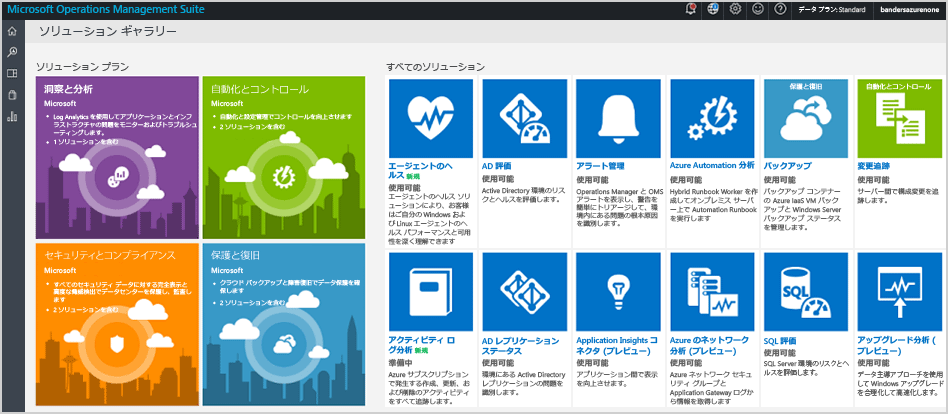 Microsoft Operations Management Suite
データ プラン:Standard
bandersazurenone
ソリューション ギャラリー
ソリューション プラン
洞察と分析
Microsoft
• Log Analytics を使用してアプリケーションとインフ
ラストラクチャの問題をモニターおよびトラブルシュ
ーティングします。
• 1 ソリューションを含む
自動化とコントロール
Microsoft
• 自動化と設定管理でコントロールを向上させます
• 2 ソリューションを含む
セキュリティとコンプライアンス
Microsoft
• すべてのセキュリティ データに対する完全表示と
高度な脅威検出でデータセンターを保護し、監査し
ます
• 2 ソリューションを含む
保護と復旧
Microsoft
• クラウド バックアップと障害復旧でデータ保護を確
保します
• 2 ソリューションを含む
すべてのソリューション
エージェントのヘ
ルス 新規
使用可能
エージェントのヘルス ソリ
ューションにより、お客様
はご自分の Windows およ
び Linux エージェントのヘ
ルス パフォーマンスと可用
性を深く理解できます
AD 評価
使用可能
Active Directory 環境のリス
クとヘルスを評価します。
アラート管理
使用可能
Operations Manager と OMS
アラートを表示し、警告を
簡単にトリアージして、環
境内にある問題の根本原因
を識別します。
Azure Automation 分析
使用可能
Hybrid Runbook Worker を作
成してオンプレミス サーバ
ー上で Automation Runbook
を実行します
保護と復旧
バックアップ
使用可能
バックアップ コンテナー
の Azure IaaS VM バック
アップと Windows Server
バックアップ ステータス
を管理します。
自動化とコントロール
変更追跡
使用可能
サーバー間で構成変更を追
跡します。
アクティビティ ロ
グ分析 新規
準備中
Azure サブスクリプション
で発生する作成、更新、お
よび削除のアクティビティ
をすべて追跡します。
AD レプリケーション
ステータス
使用可能
環境にある Active Directory
レプリケーションの問題を
識別します。
Application Insights コ
ネクタ (プレビュー)
使用可能
アプリケーション間で表示
を向上させます。
Azure のネットワーク
分析 (プレビュー)
使用可能
Azure ネットワーク セキュ
リティ グループと
Application Gateway ログか
ら情報を取得します
SQL
SQL 評価
使用可能
SQL Server 環境のリスクとヘ
ルスを評価します。
アップグレード分析 (
プレビュー)
使用可能
データ主導アプローチを使用
して Windows アップグレード
を合理化して高速化します。